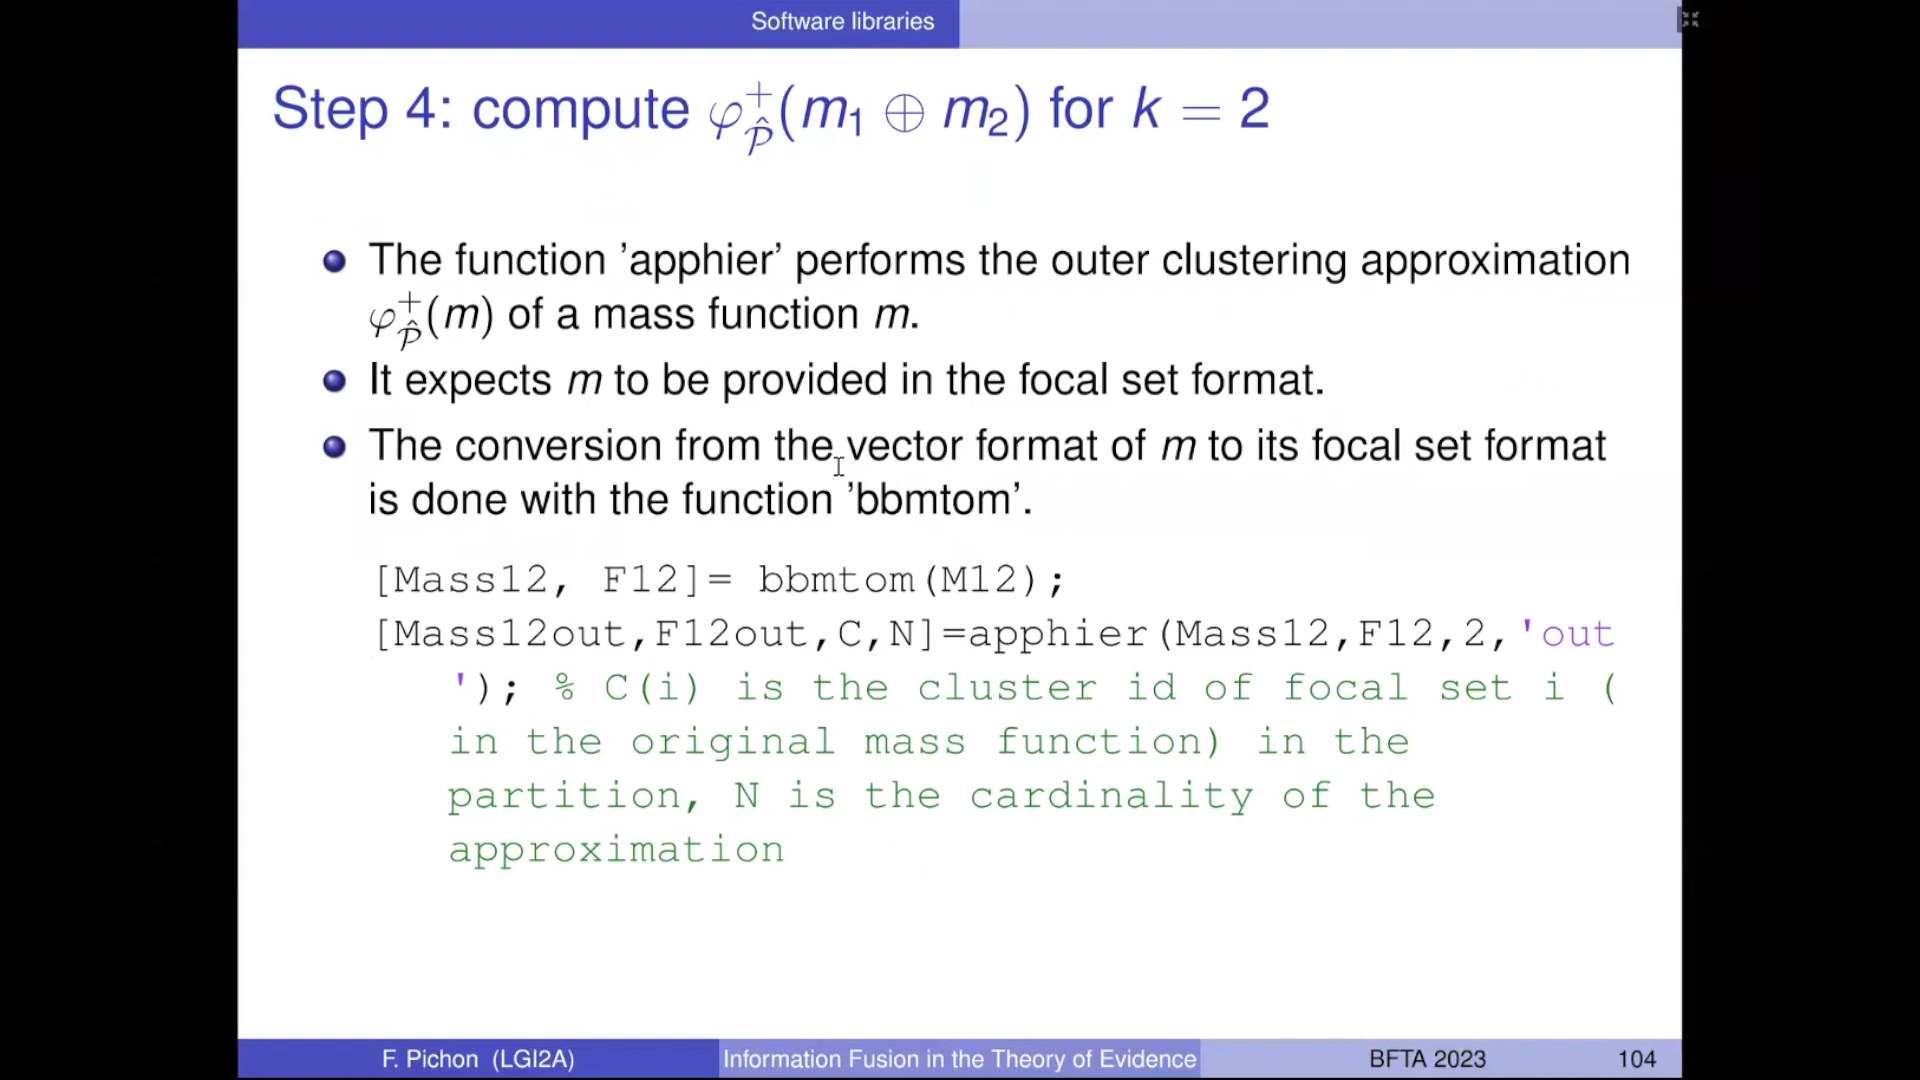 Software libraries
Step 4: compute φ⁺_𝒫̂(m₁ ⊕ m₂) for k = 2
The function 'apphier' performs the outer clustering approximation
φ⁺_𝒫̂(m) of a mass function m.
It expects m to be provided in the focal set format.
The conversion from the vector format of m to its focal set format
is done with the function 'bbmtom'.
[Mass12, F12]= bbmtom(M12);
[Mass12out,F12out,C,N]=apphier(Mass12,F12,2,'out
'); % C(i) is the cluster id of focal set i (
in the original mass function) in the
partition, N is the cardinality of the
approximation
F. Pichon (LGI2A) Information Fusion in the Theory of Evidence BFTA 2023 104